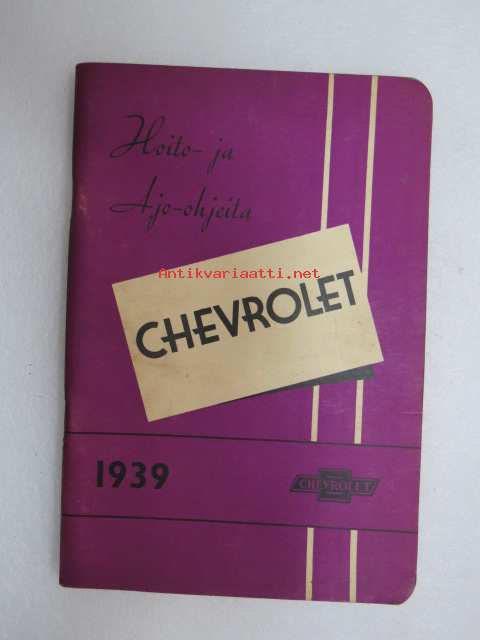 Hoito- ja
Ajo-ohjeita
Antikvariaatti.net
CHEVROLET
1939
CHEVROLET